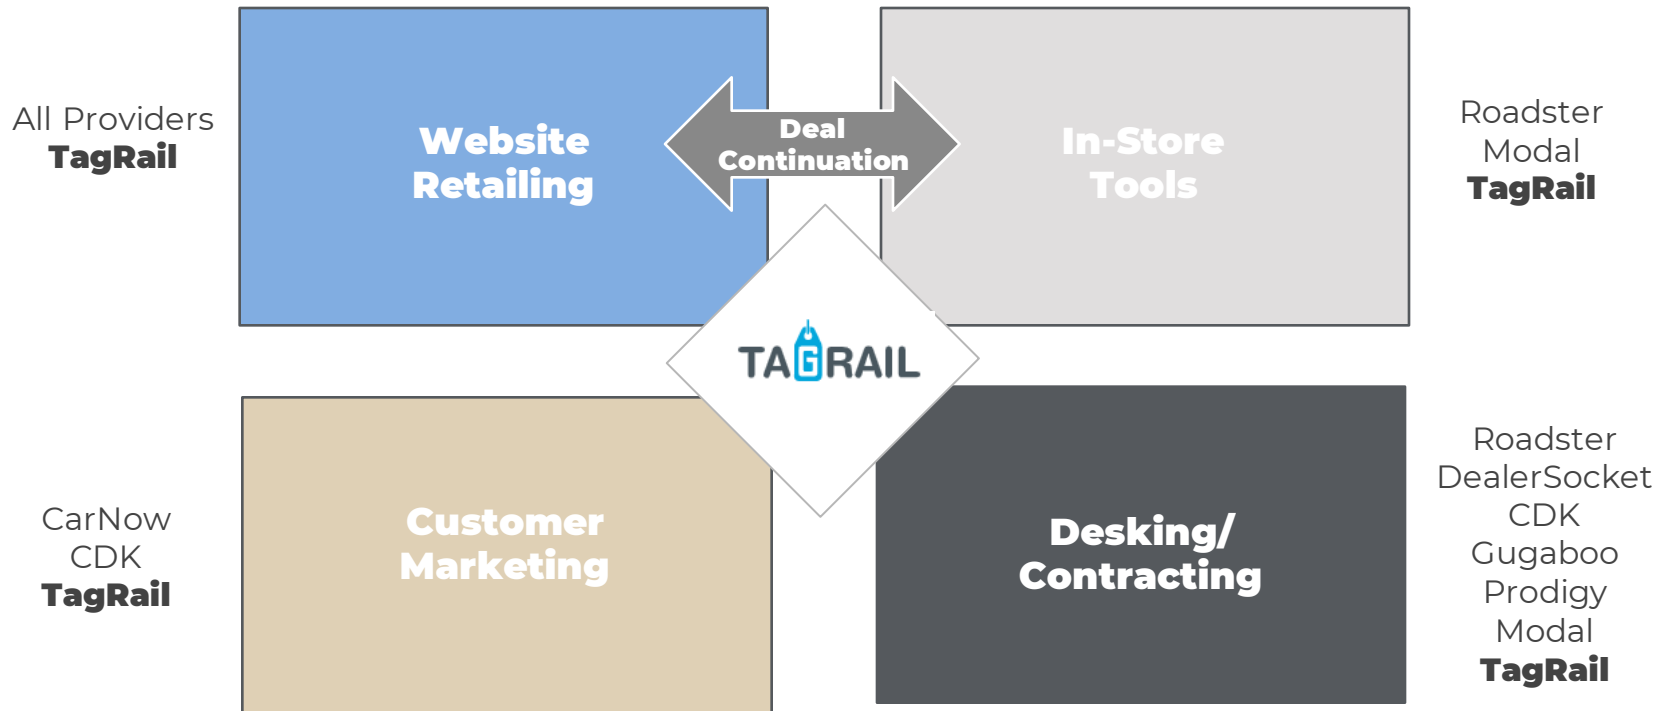 All Providers
TagRail
Website
Retailing
Deal
Continuation
In-Store
Tools
Roadster
Modal
TagRail
TAGRAIL
CarNow
CDK
TagRail
Customer
Marketing
Desking/
Contracting
Roadster
DealerSocket
CDK
Gugaboo
Prodigy
Modal
TagRail